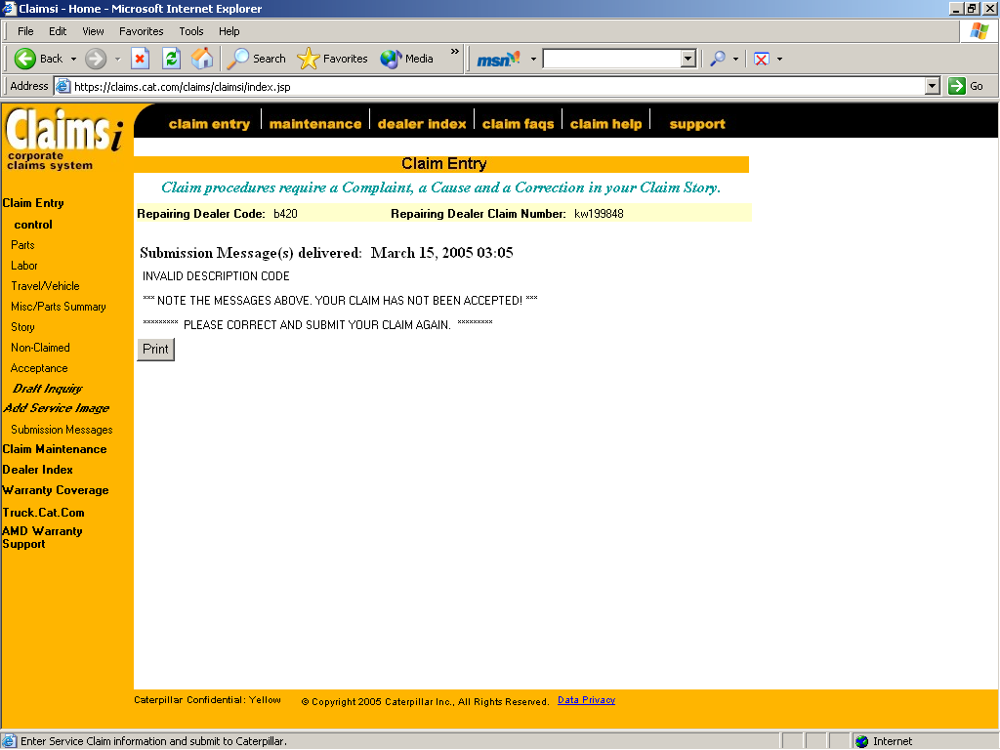 Claimsi - Home - Microsoft Internet Explorer
File Edit View Favorites Tools Help
Back Search Favorites Media » msn
Address https://claims.cat.com/claims/claimsi/index.jsp Go
Claimsi
corporate
claims system
claim entry maintenance dealer index claim faqs claim help support
Claim Entry
Claim procedures require a Complaint, a Cause and a Correction in your Claim Story.
Repairing Dealer Code: b420 Repairing Dealer Claim Number: kw199848
Submission Message(s) delivered: March 15, 2005 03:05
INVALID DESCRIPTION CODE
*** NOTE THE MESSAGES ABOVE. YOUR CLAIM HAS NOT BEEN ACCEPTED! ***
********* PLEASE CORRECT AND SUBMIT YOUR CLAIM AGAIN. *********
Print
Claim Entry
control
Parts
Labor
Travel/Vehicle
Misc/Parts Summary
Story
Non-Claimed
Acceptance
Draft Inquiry
Add Service Image
Submission Messages
Claim Maintenance
Dealer Index
Warranty Coverage
Truck.Cat.Com
AMD Warranty
Support
Caterpillar Confidential: Yellow © Copyright 2005 Caterpillar Inc., All Rights Reserved. Data Privacy
Enter Service Claim information and submit to Caterpillar. Internet